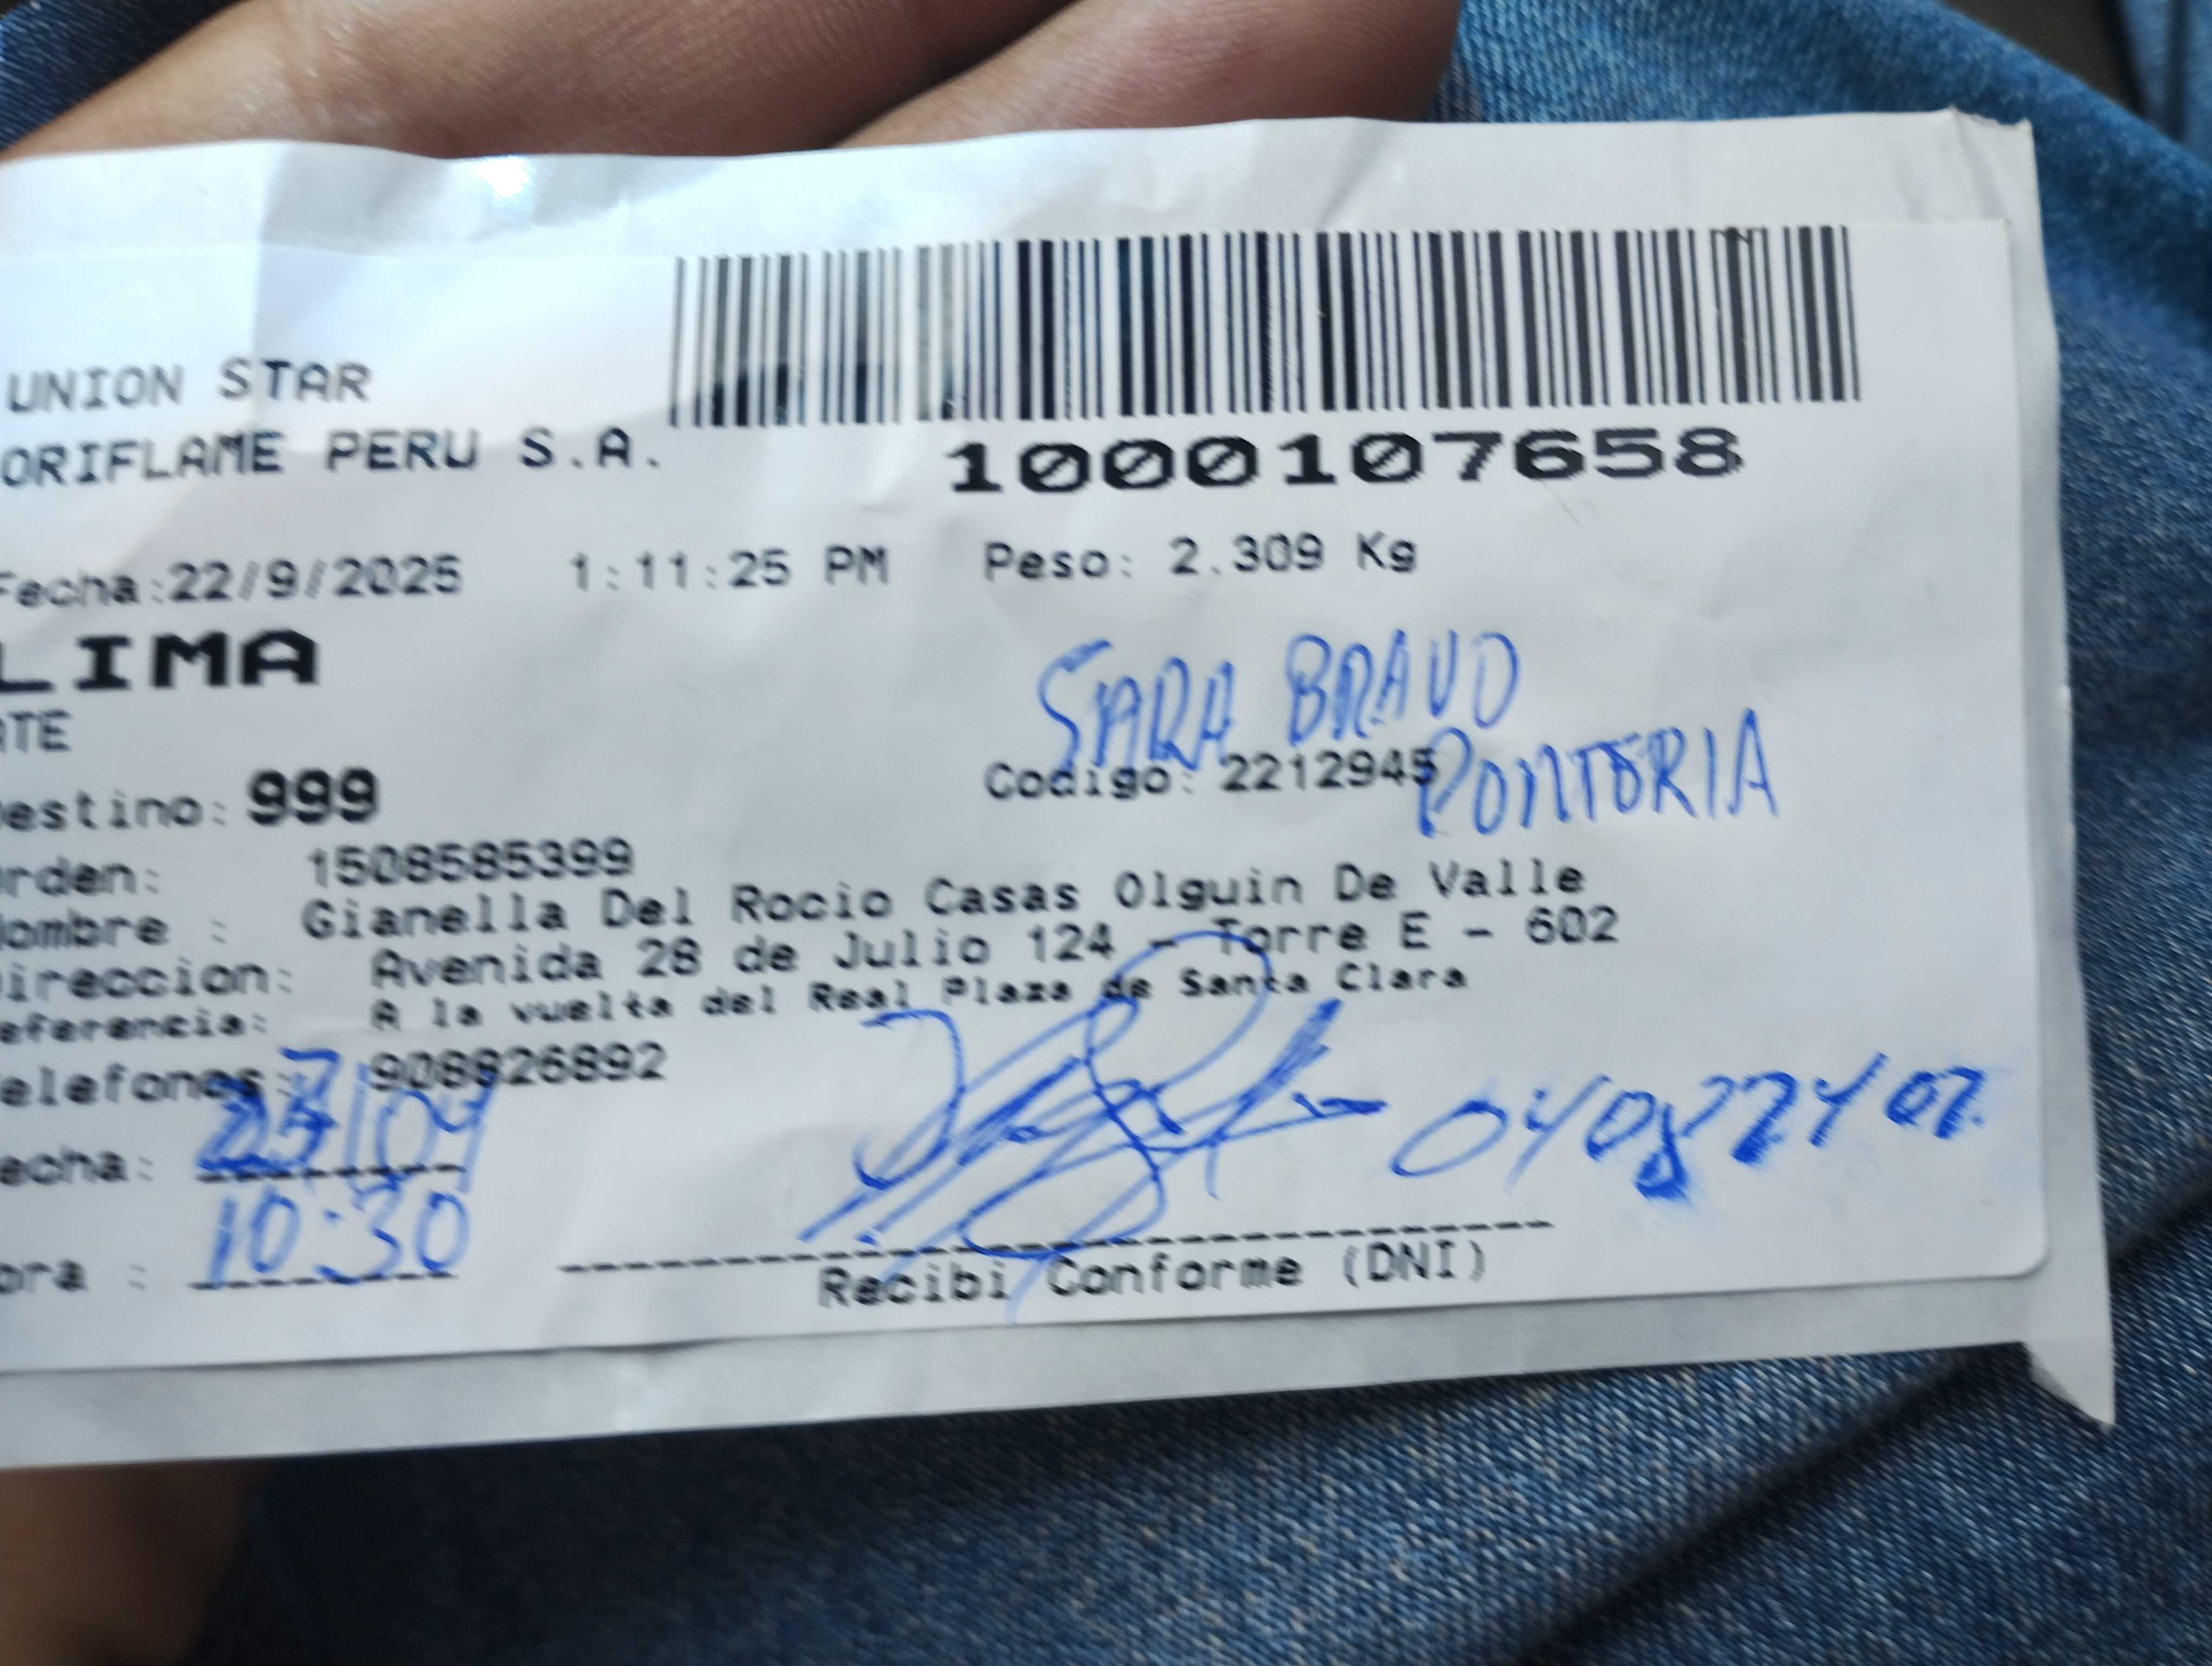 UNION STAR
ORIFLAME PERU S.A.
1000107658
Fecha:22/9/2025 1:11:25 PM Peso: 2.309 Kg
LIMA
ATE
SARA BRAVO
PONTERIA
Destino: 999 Codigo: 2212945
Orden: 1508585399
Nombre : Gianella Del Rocio Casas Olguin De Valle
Direccion: Avenida 28 de Julio 124 - Torre E - 602
Referencia: A la vuelta del Real Plaza de Santa Clara
Telefonos: 908826892
Fecha:
Hora : 10:30
Recibi Conforme (DNI)